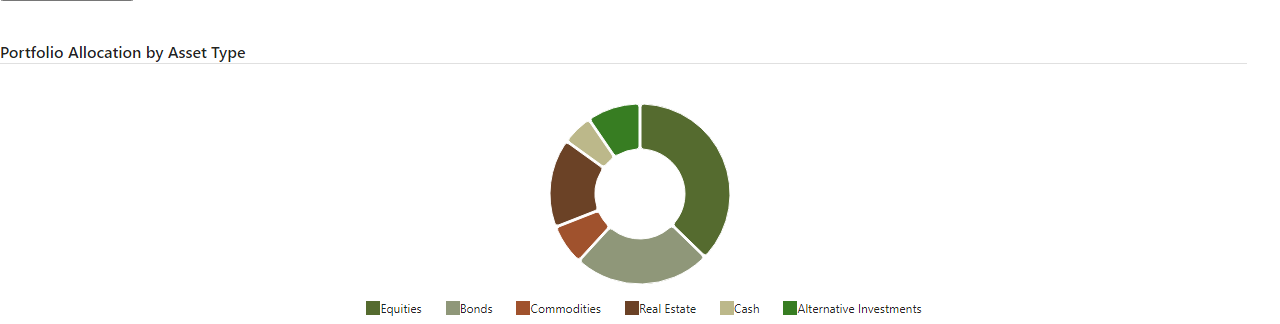 Portfolio Allocation by Asset Type
Equities Bonds Commodities Real Estate Cash Alternative Investments